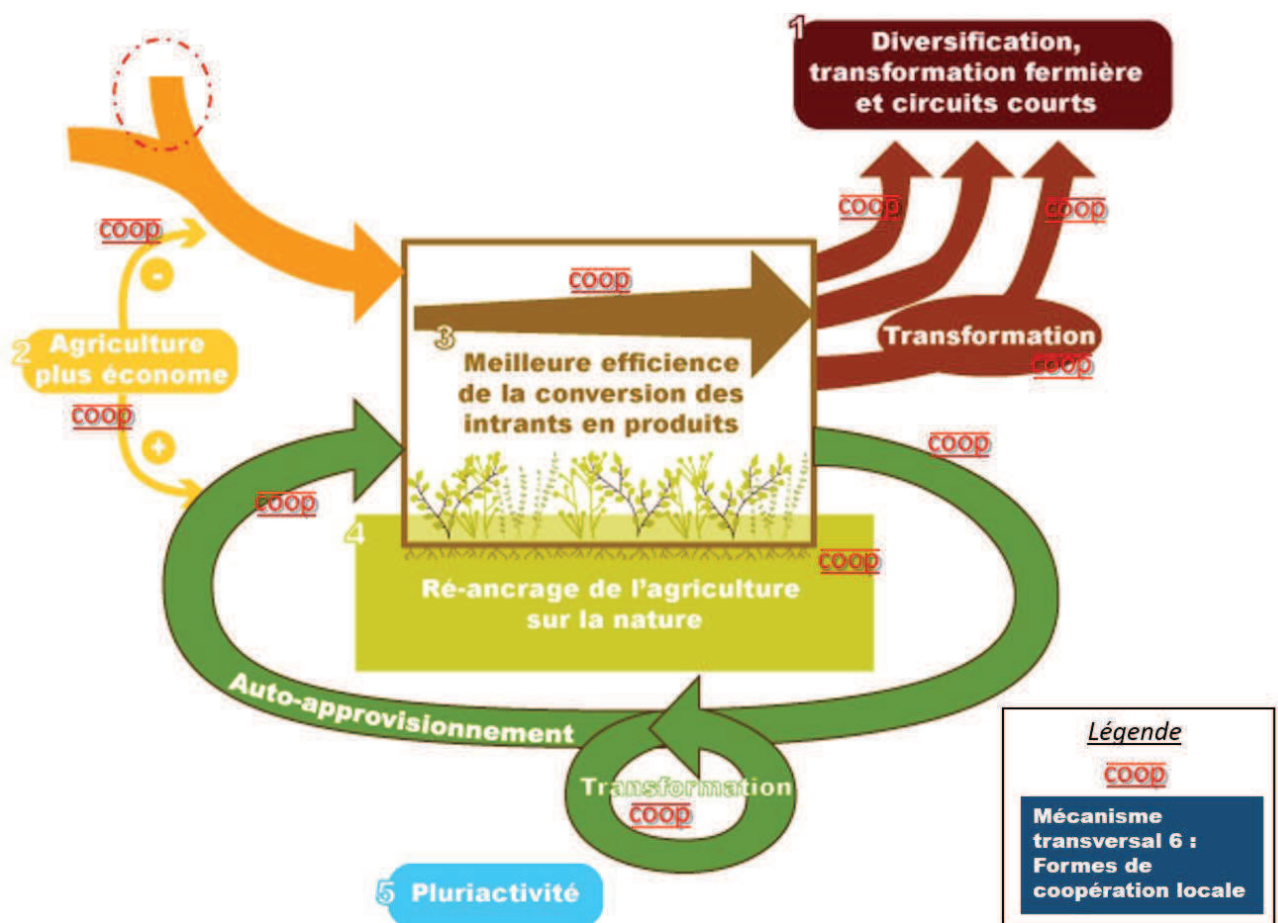 1
Diversification,
transformation fermière
et circuits courts
coop
coop
coop
coop
-
2
Agriculture
plus économe
Transformation
coop
3
Meilleure efficience
de la conversion des
intrants en produits
coop
+
coop
coop
4
coop
Ré-ancrage de l'agriculture
sur la nature
Auto-approvisionnement
Transformation
coop
5
Pluriactivité
Légende
coop
Mécanisme
transversal 6 :
Formes de
coopération locale